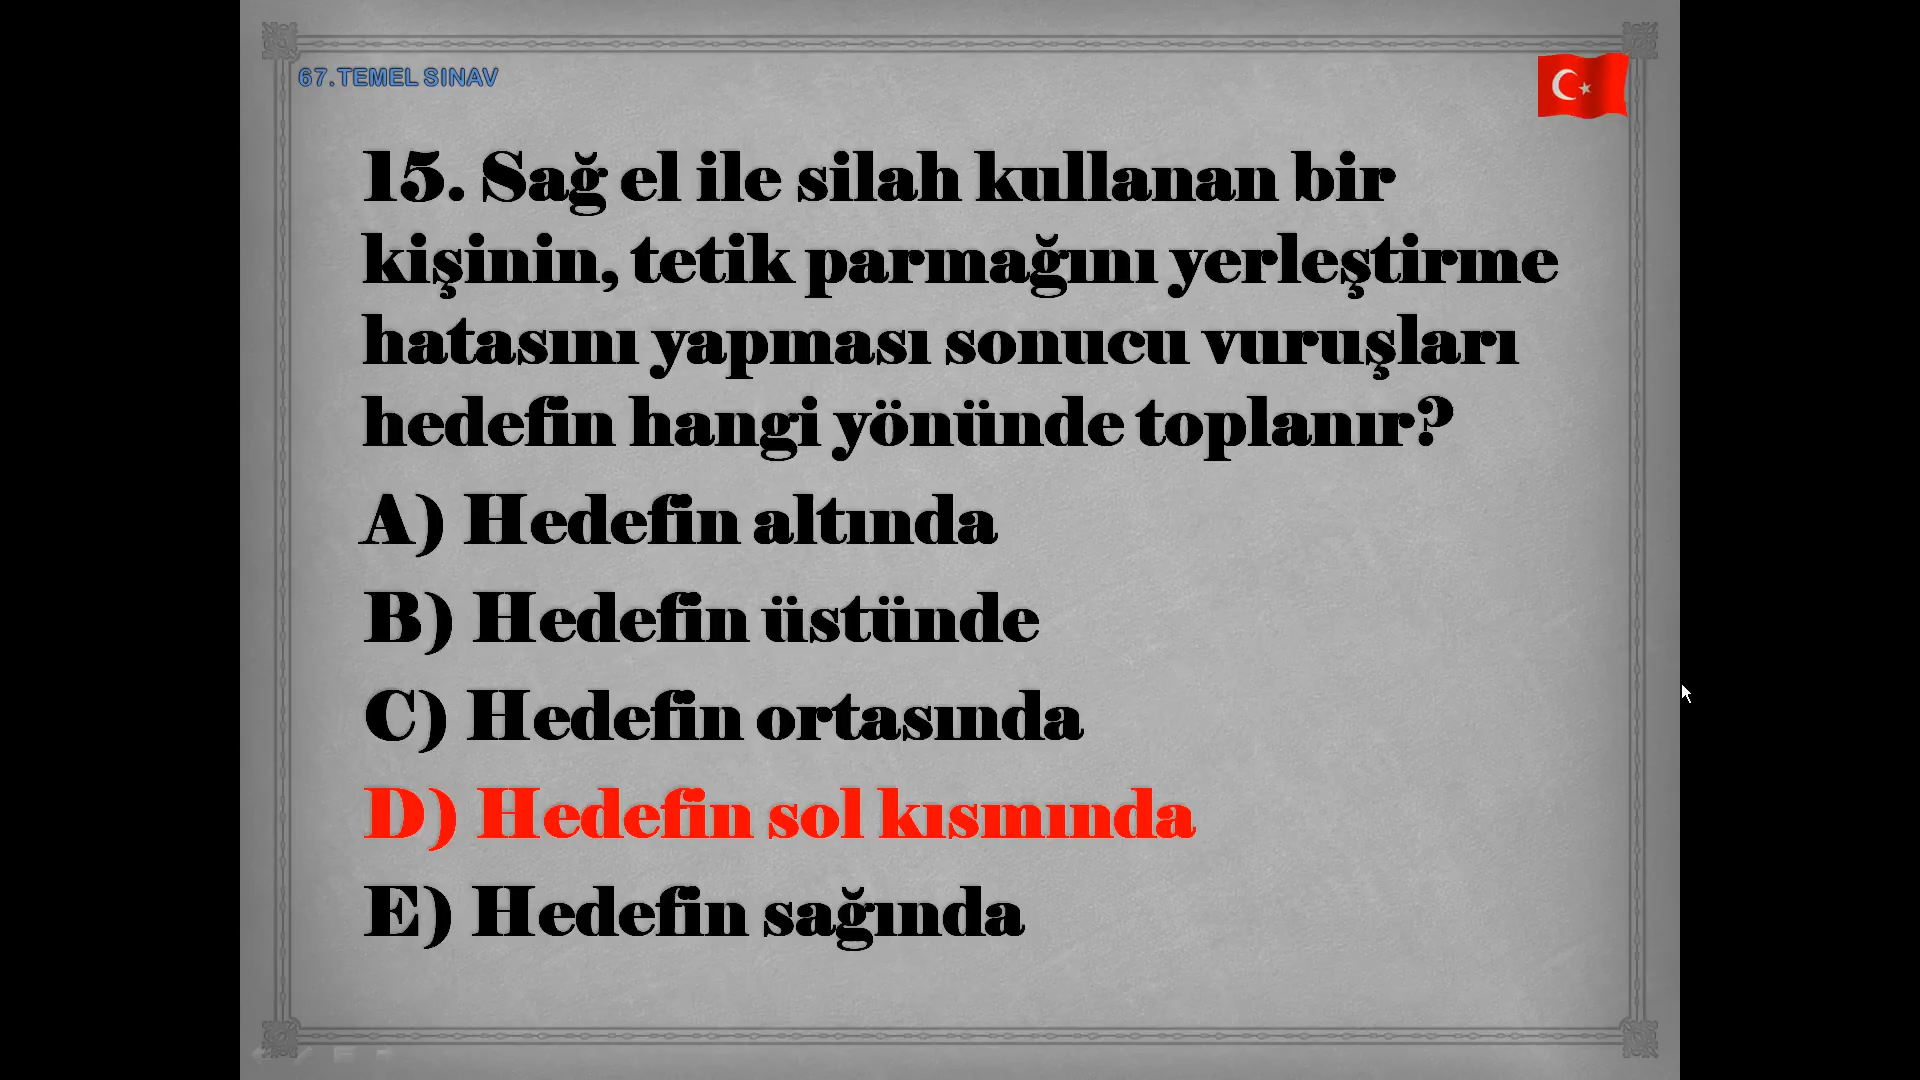 67.TEMEL SINAV
15. Sağ el ile silah kullanan bir
kişinin, tetik parmağını yerleştirme
hatasını yapması sonucu vuruşları
hedefin hangi yönünde toplanır?
A) Hedefin altında
B) Hedefin üstünde
C) Hedefin ortasında
D) Hedefin sol kısmında
E) Hedefin sağında